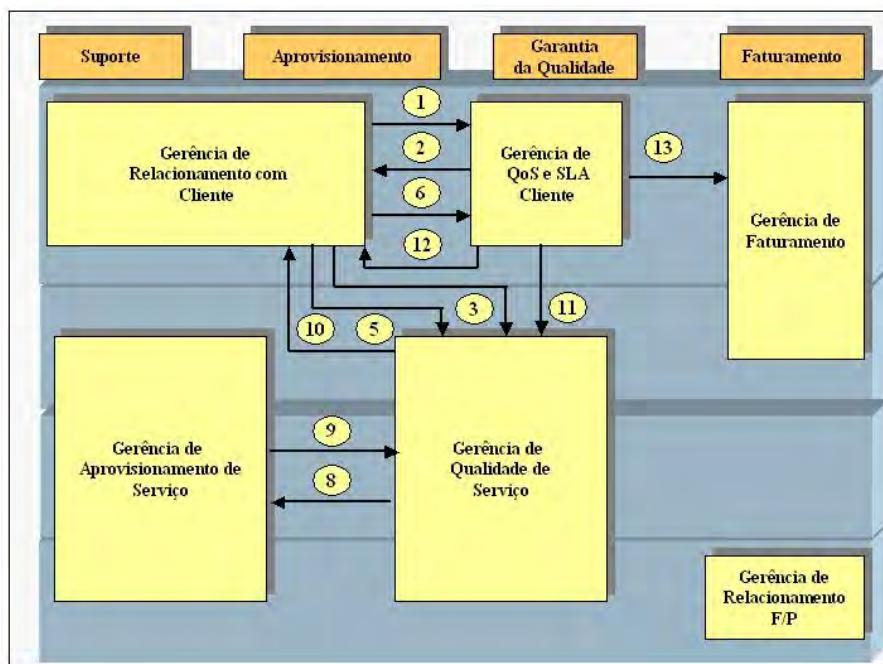 Suporte
Aprovisionamento
Garantia
da Qualidade
Faturamento
1
Gerência de
Relacionamento com
Cliente
2
6
12
Gerência de
QoS e SLA
Cliente
13
Gerência de
Faturamento
10
5
3
11
Gerência de
Aprovisionamento de
Serviço
9
8
Gerência de
Qualidade de
Serviço
Gerência de
Relacionamento
F/P